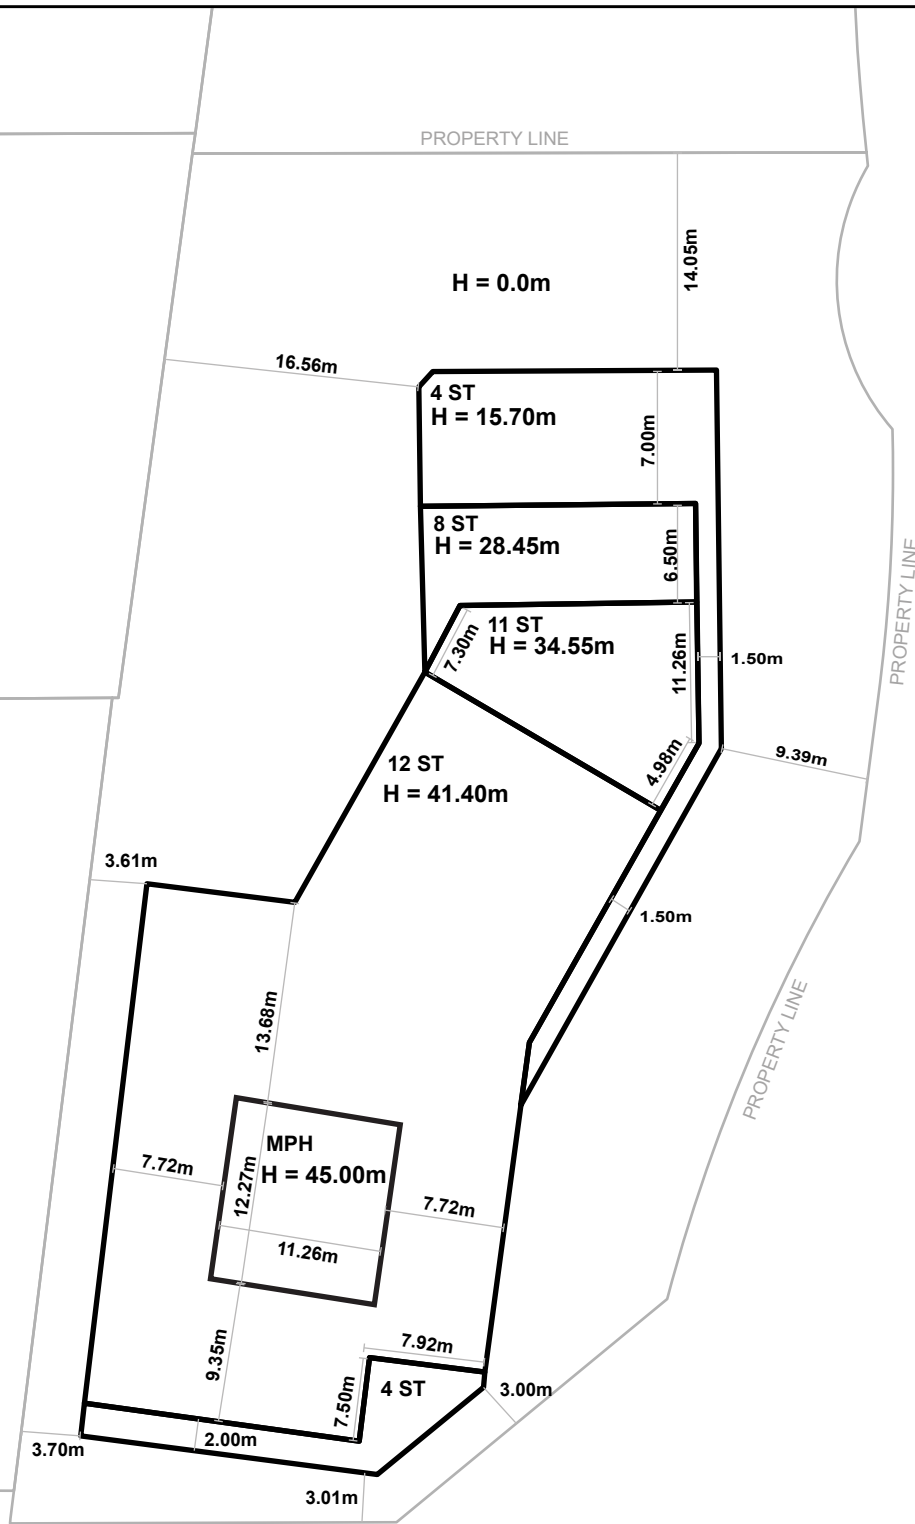 PROPERTY LINE
14.05m
H = 0.0m
16.56m
4 ST
H = 15.70m
7.00m
8 ST
H = 28.45m
6.50m
PROPERTY LINE
11 ST
H = 34.55m
7.30m
11.26m
1.50m
4.98m
9.39m
12 ST
H = 41.40m
3.61m
1.50m
13.68m
PROPERTY LINE
MPH
H = 45.00m
7.72m
12.27m
7.72m
11.26m
9.35m
7.92m
4 ST
3.00m
7.50m
2.00m
3.70m
3.01m